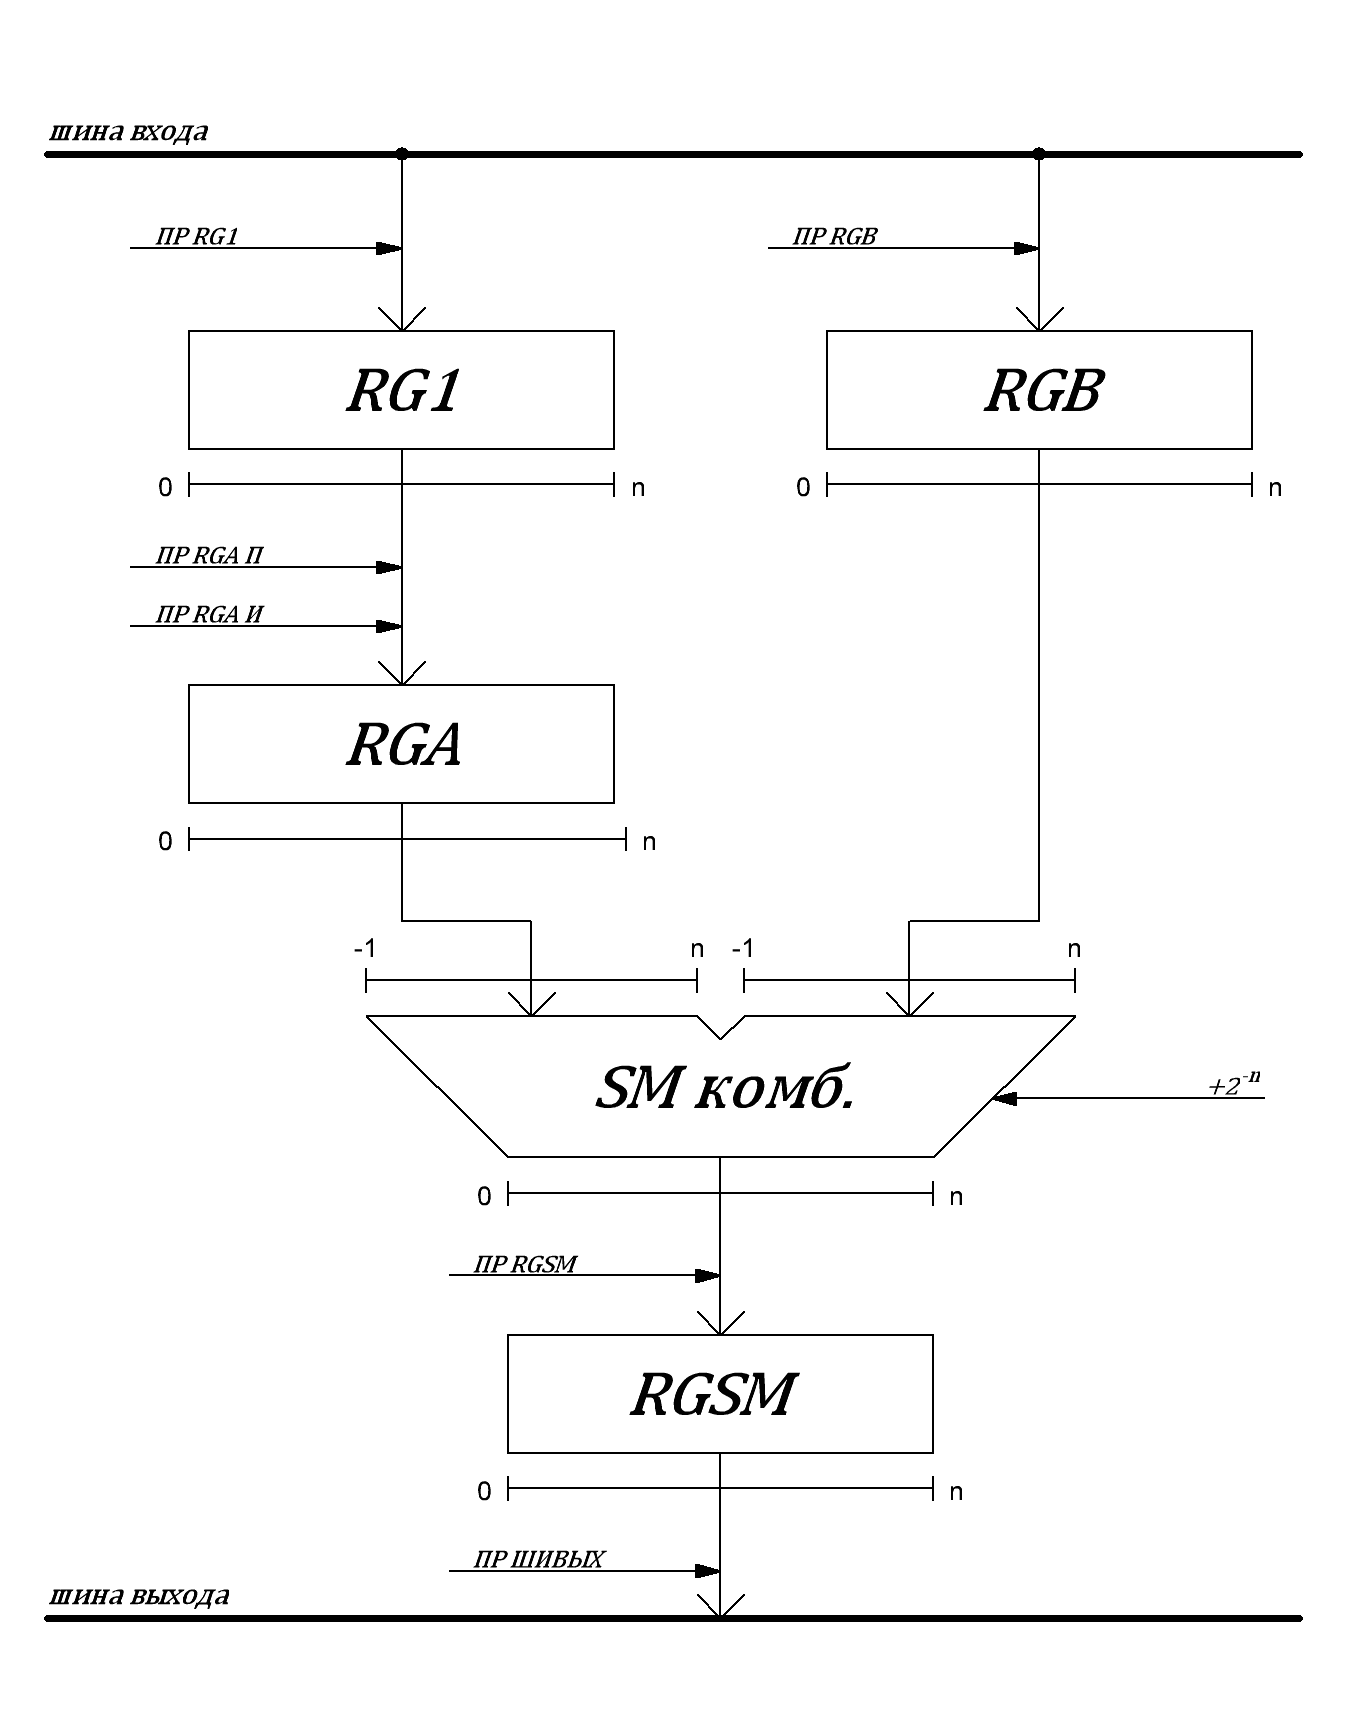 шина входа
ПР RG1
ПР RGB
RG1
RGB
0 n
0 n
ПР RGA П
ПР RGA И
RGA
0 n
-1 n -1 n
SM комб.
+2⁻ⁿ
0 n
ПР RGSM
RGSM
0 n
ПР ШИВЫХ
шина выхода